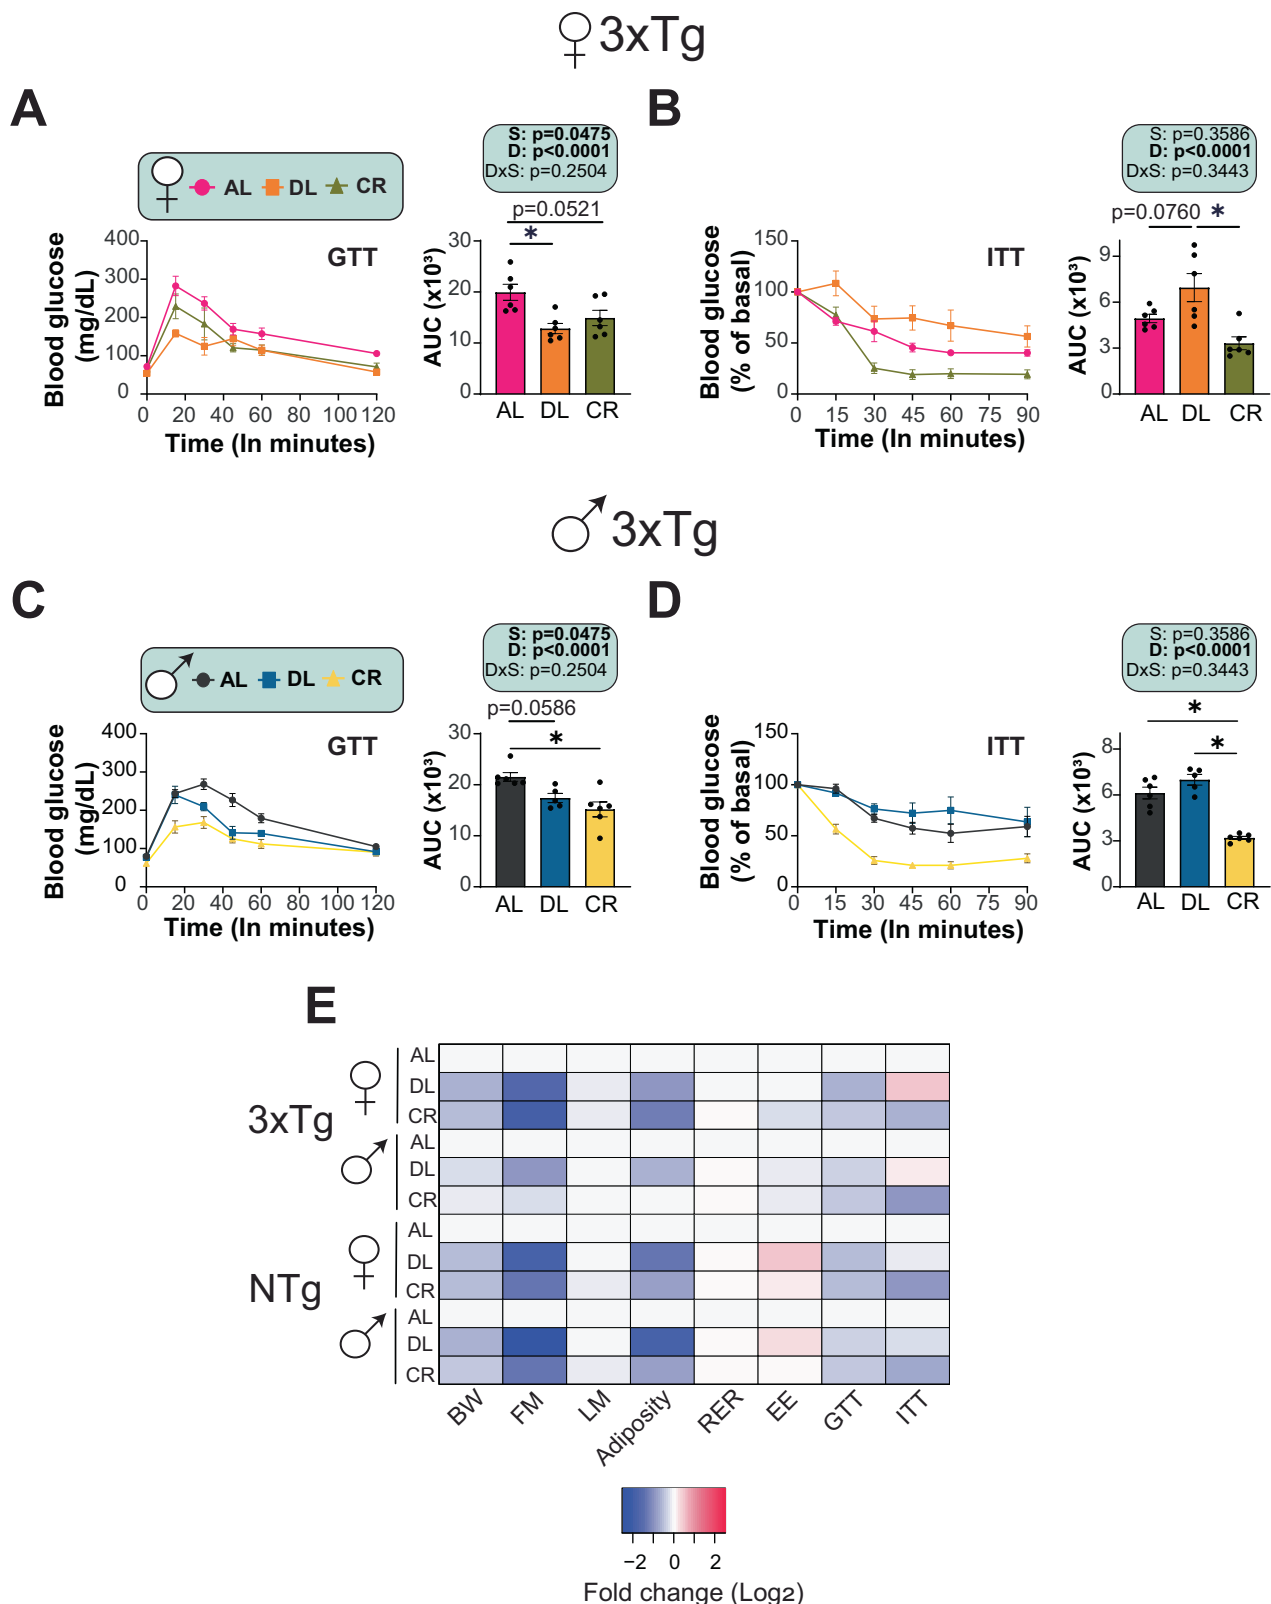 ♀ 3xTg
A
B
AL DL CR
S: p=0.0475
D: p<0.0001
DxS: p=0.2504
S: p=0.3586
D: p<0.0001
DxS: p=0.3443
GTT
Blood glucose
(mg/dL)
400
300
200
100
0
0 20 40 60 80 100 120
Time (In minutes)
p=0.0521
*
AUC (x10³)
30
20
10
0
AL DL CR
ITT
Blood glucose
(% of basal)
150
100
50
0
0 15 30 45 60 75 90
Time (In minutes)
p=0.0760 *
AUC (x10³)
9
6
3
0
AL DL CR
♂ 3xTg
C
D
AL DL CR
S: p=0.0475
D: p<0.0001
DxS: p=0.2504
S: p=0.3586
D: p<0.0001
DxS: p=0.3443
GTT
Blood glucose
(mg/dL)
400
300
200
100
0
0 20 40 60 80 100 120
Time (In minutes)
p=0.0586
*
AUC (x10³)
30
20
10
0
AL DL CR
ITT
Blood glucose
(% of basal)
150
100
50
0
0 15 30 45 60 75 90
Time (In minutes)
*
*
AUC (x10³)
8
6
3
0
AL DL CR
E
3xTg
♀
AL
DL
CR
♂
AL
DL
CR
NTg
♀
AL
DL
CR
♂
AL
DL
CR
BW FM LM Adiposity RER EE GTT ITT
−2 0 2
Fold change (Log2)